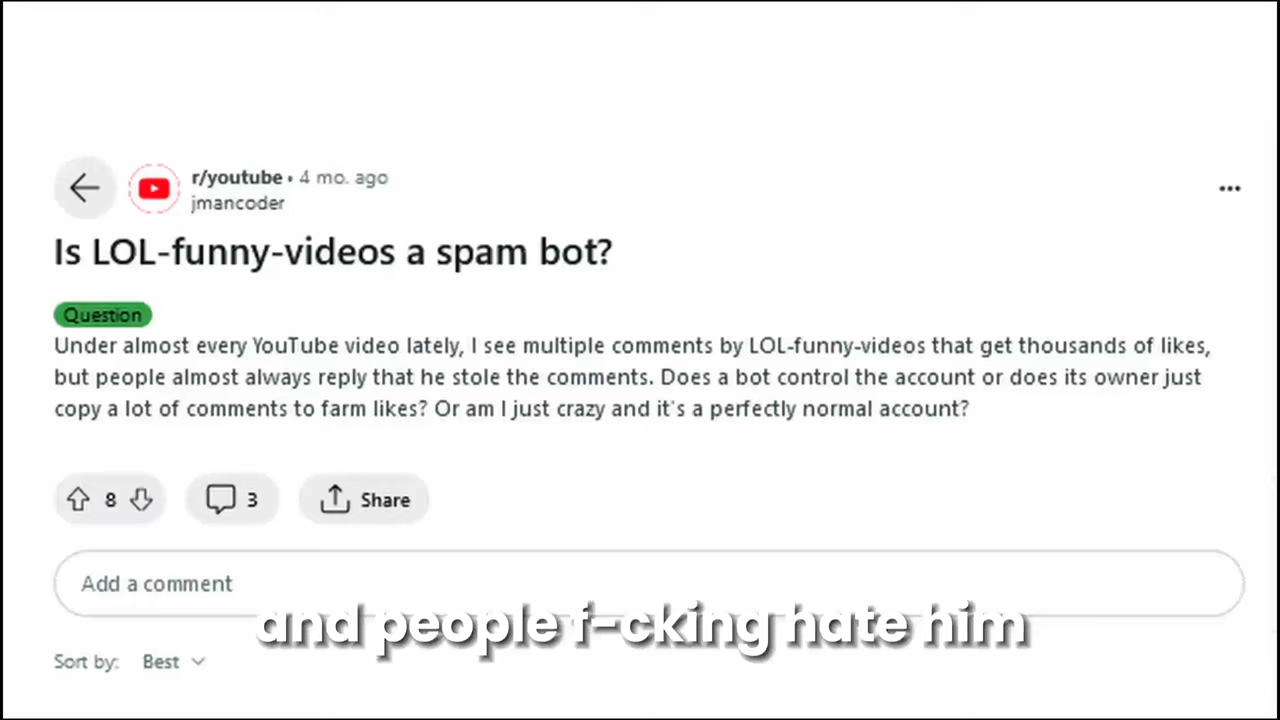 r/youtube • 4 mo. ago
jmancoder
Is LOL-funny-videos a spam bot?
Question
Under almost every YouTube video lately, I see multiple comments by LOL-funny-videos that get thousands of likes,
but people almost always reply that he stole the comments. Does a bot control the account or does its owner just
copy a lot of comments to farm likes? Or am I just crazy and it's a perfectly normal account?
8
3
Share
Add a comment
and people f-cking hate him
Sort by: Best